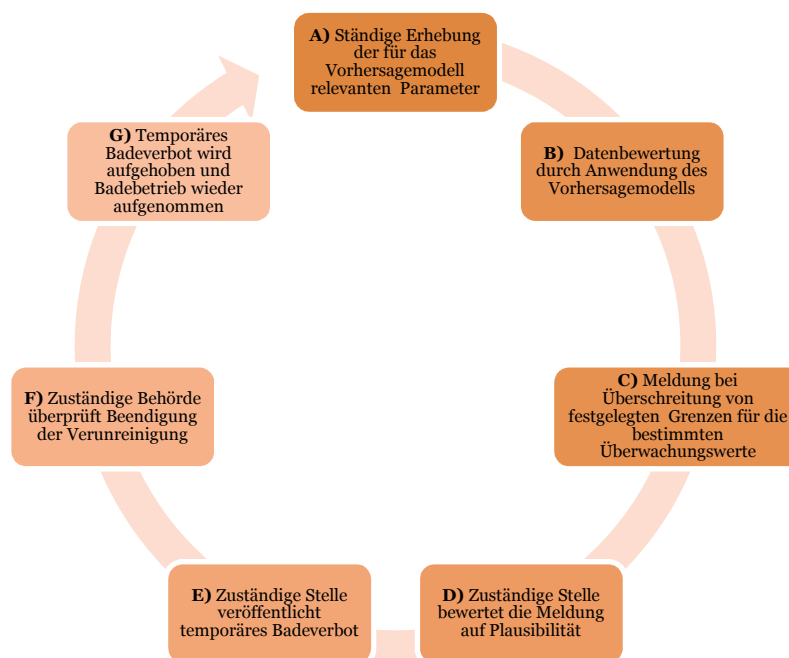 A) Ständige Erhebung
der für das
Vorhersagemodell
relevanten Parameter
B) Datenbewertung
durch Anwendung des
Vorhersagemodells
C) Meldung bei
Überschreitung von
festgelegten Grenzen für die
bestimmten
Überwachungswerte
D) Zuständige Stelle
bewertet die Meldung
auf Plausibilität
E) Zuständige Stelle
veröffentlicht
temporäres Badeverbot
F) Zuständige Behörde
überprüft Beendigung
der Verunreinigung
G) Temporäres
Badeverbot wird
aufgehoben und
Badebetrieb wieder
aufgenommen